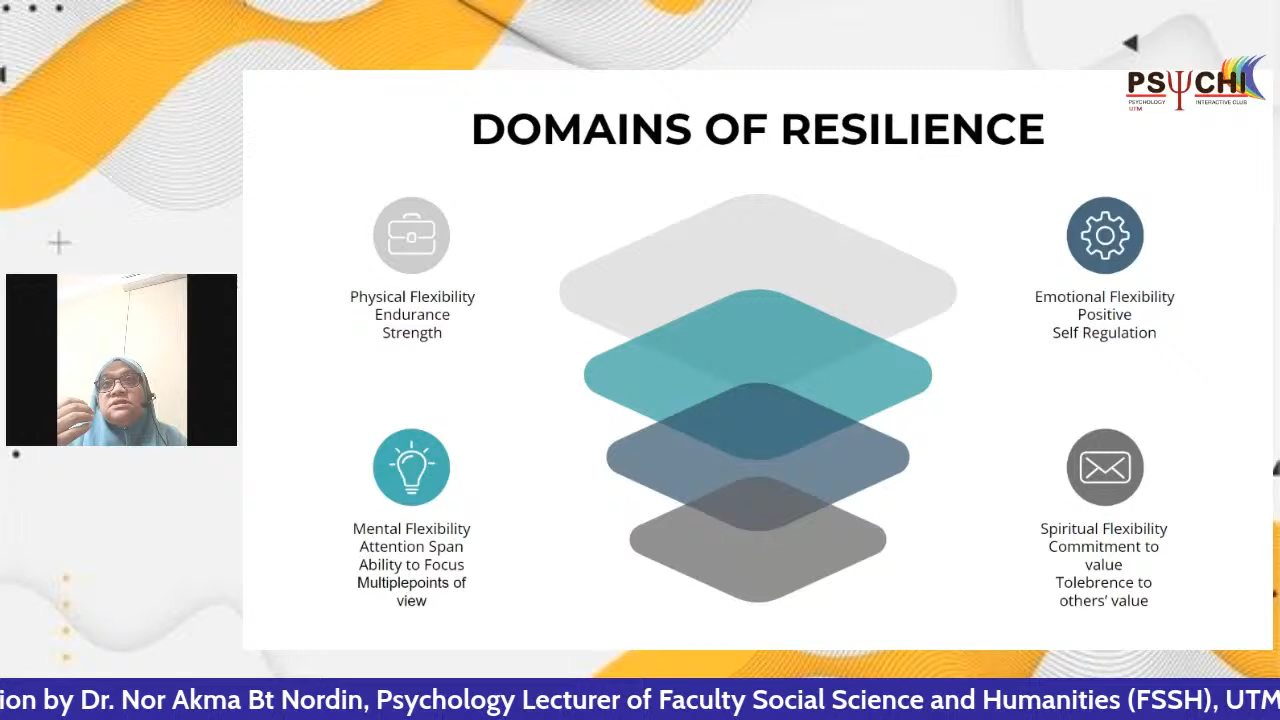 PSYCHI
PSYCHOLOGY INTERACTIVE CLUB
UTM
DOMAINS OF RESILIENCE
Physical Flexibility
Endurance
Strength
Emotional Flexibility
Positive
Self Regulation
Mental Flexibility
Attention Span
Ability to Focus
Multiplepoints of
view
Spiritual Flexibility
Commitment to
value
Tolebrence to
others' value
ion by Dr. Nor Akma Bt Nordin, Psychology Lecturer of Faculty Social Science and Humanities (FSSH), UTM